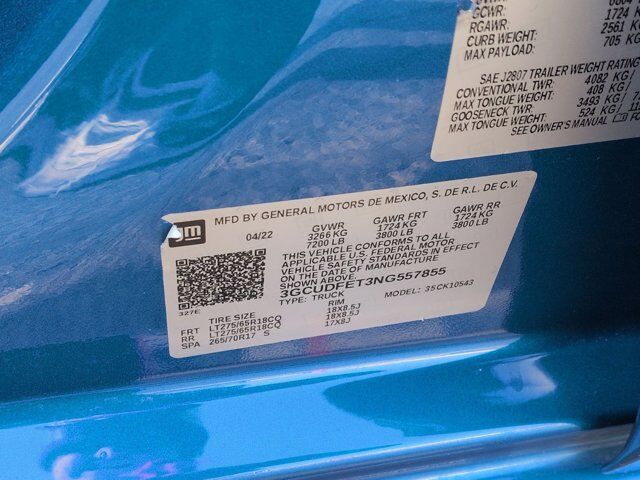 GCWR:
RGAWR: 1724 K
CURB WEIGHT: 2561 K
MAX PAYLOAD: 705 KG
SAE J2807 TRAILER WEIGHT RATING
CONVENTIONAL TWR: 4082 KG /
MAX TONGUE WEIGHT: 408 KG /
GOOSENECK TWR: 3493 KG / 7
MAX TONGUE WEIGHT: 524 KG /
SEE OWNER'S MANUAL
gm
MFD BY GENERAL MOTORS DE MEXICO, S. DE R.L. DE C.V.
04/22 GVWR GAWR FRT GAWR RR
3266 KG 1724 KG 1724 KG
7200 LB 3800 LB 3800 LB
THIS VEHICLE CONFORMS TO ALL
APPLICABLE U.S. FEDERAL MOTOR
VEHICLE SAFETY STANDARDS IN EFFECT
ON THE DATE OF MANUFACTURE
SHOWN ABOVE.
3GCUDFET3NG557855
TYPE: TRUCK MODEL: 35CK10543
327E
TIRE SIZE RIM
FRT LT275/65R18CQ 18X8.5J
RR LT275/65R18CQ 18X8.5J
SPA 265/70R17 S 17X8J